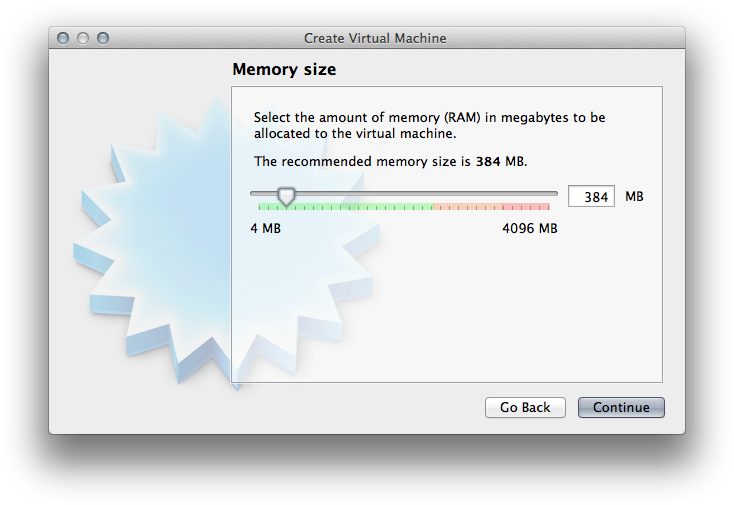 Create Virtual Machine
Memory size
Select the amount of memory (RAM) in megabytes to be
allocated to the virtual machine.
The recommended memory size is 384 MB.
384 MB
4 MB 4096 MB
Go Back Continue